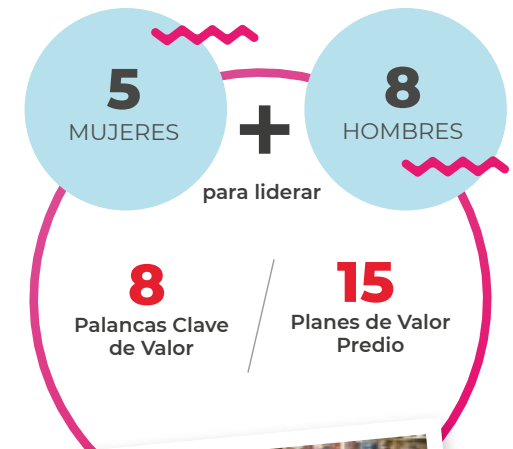 5
MUJERES
+
8
HOMBRES
para liderar
8
Palancas Clave
de Valor
15
Planes de Valor
Predio